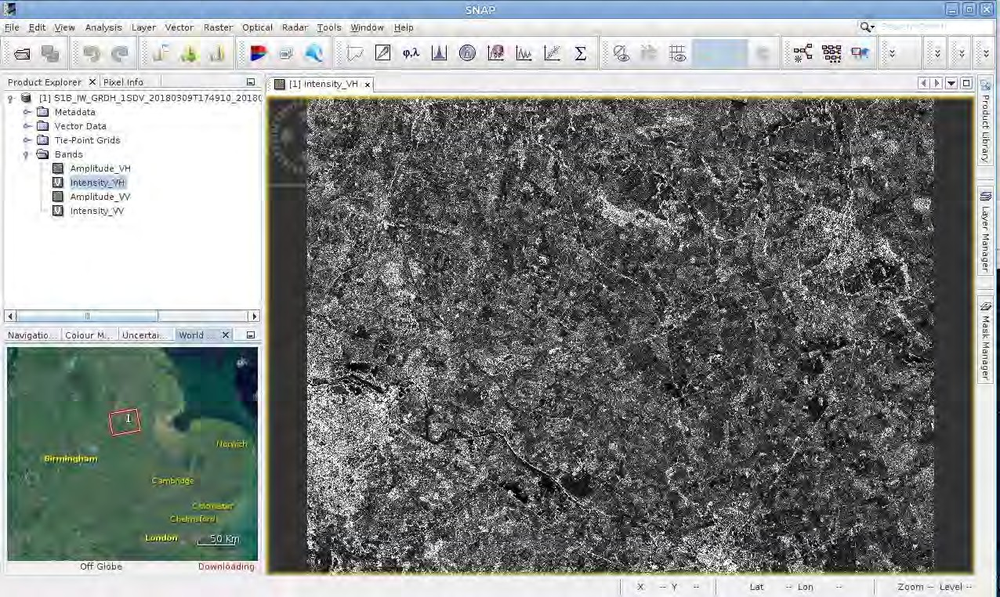 SNAP
File Edit View Analysis Layer Vector Raster Optical Radar Tools Window Help
φ,λ Σ
Product Explorer Pixel Info
[1] Intensity_VH
[1] S1B_IW_GRDH_1SDV_20180309T174910_2018
Metadata
Vector Data
Tie-Point Grids
Bands
Amplitude_VH
Intensity_VH
Amplitude_VV
Intensity_VV
Product Library
Layer Manager
Mask Manager
Navigatio... Colour M... Uncertai... World ...
1
Norwich
Birmingham
Cambridge
Colchester
Chelmsford
London
50 Km
Off Globe Downloading
X -- Y -- Lat -- Lon -- Zoom -- Level --